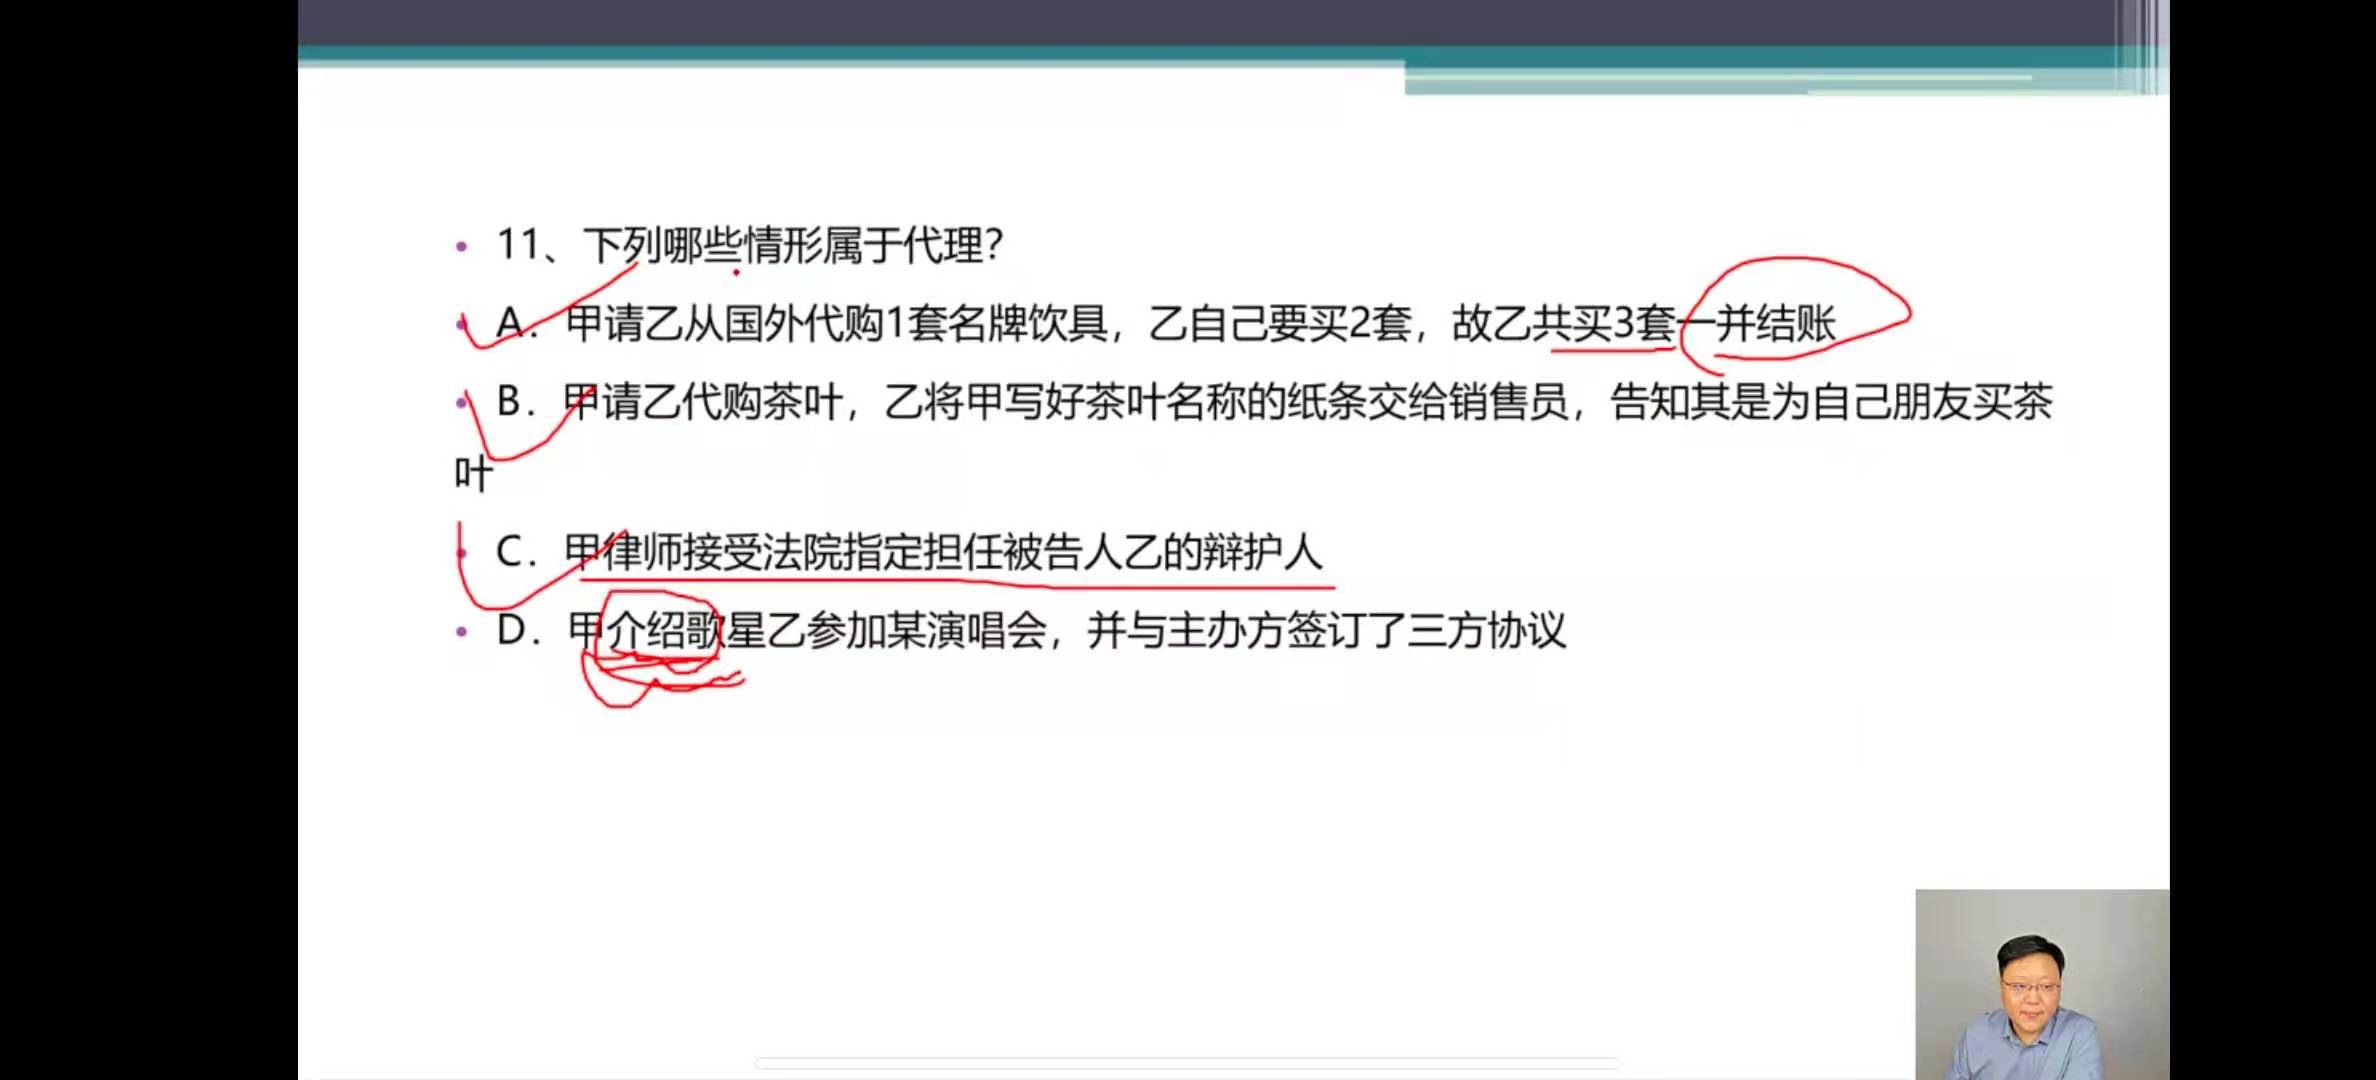 11、下列哪些情形属于代理?
A．甲请乙从国外代购1套名牌饮具，乙自己要买2套，故乙共买3套一并结账
B．甲请乙代购茶叶，乙将甲写好茶叶名称的纸条交给销售员，告知其是为自己朋友买茶
叶
C．甲律师接受法院指定担任被告人乙的辩护人
D．甲介绍歌星乙参加某演唱会，并与主办方签订了三方协议